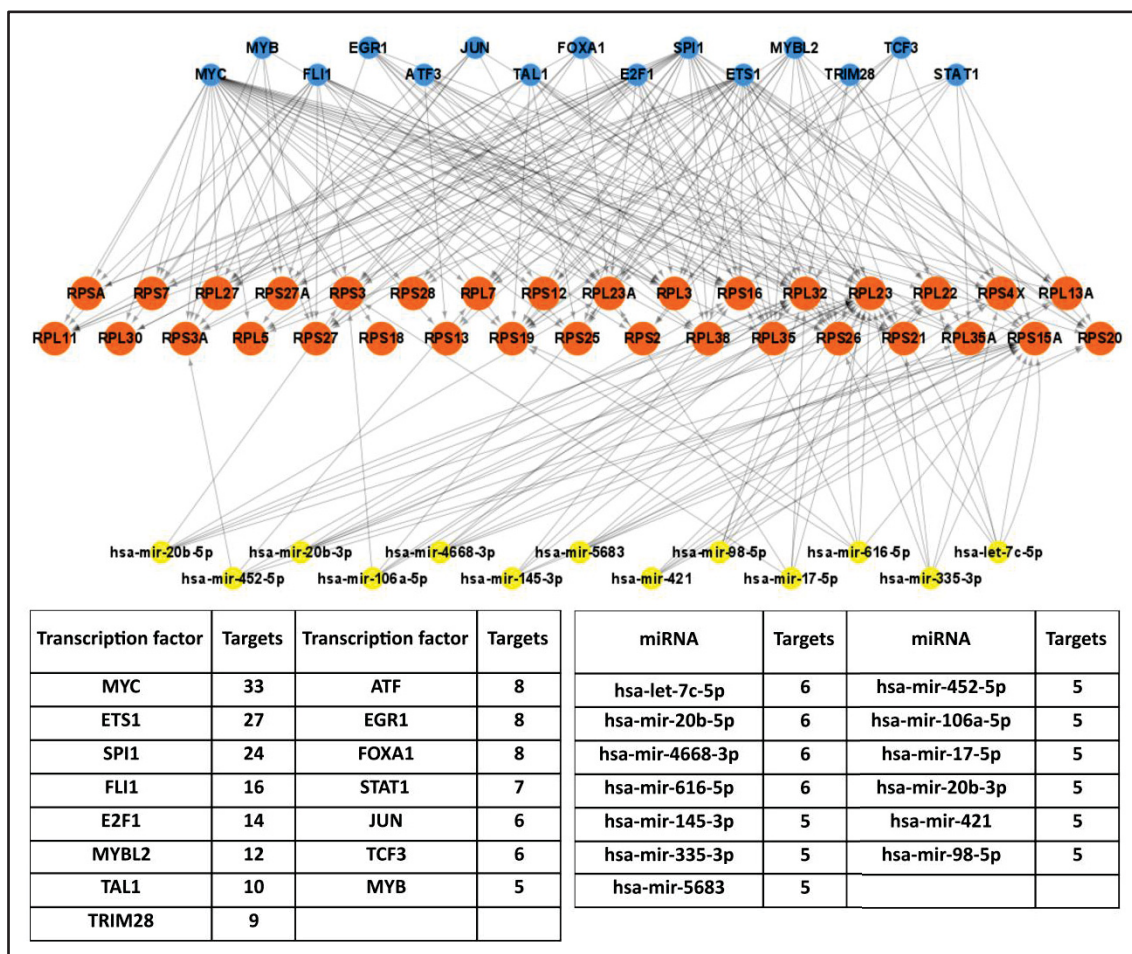 MYB EGR1 JUN FOXA1 SPI1 MYBL2 TCF3
MYC FLI1 ATF3 TAL1 E2F1 ETS1 TRIM28 STAT1
RPSA RPS7 RPL27 RPS27A RPS3 RPS28 RPL7 RPS12 RPL23A RPL3 RPS16 RPL32 RPL23 RPL22 RPS4X RPL13A
RPL11 RPL30 RPS3A RPL5 RPS27 RPS18 RPS13 RPS19 RPS25 RPS2 RPL38 RPL35 RPS26 RPS21 RPL35A RPS15A RPS20
hsa-mir-20b-5p hsa-mir-20b-3p hsa-mir-4668-3p hsa-mir-5683 hsa-mir-98-5p hsa-mir-616-5p hsa-let-7c-5p
hsa-mir-452-5p hsa-mir-106a-5p hsa-mir-145-3p hsa-mir-421 hsa-mir-17-5p hsa-mir-335-3p
Transcription factor Targets Transcription factor Targets
MYC 33 ATF 8
ETS1 27 EGR1 8
SPI1 24 FOXA1 8
FLI1 16 STAT1 7
E2F1 14 JUN 6
MYBL2 12 TCF3 6
TAL1 10 MYB 5
TRIM28 9
miRNA Targets miRNA Targets
hsa-let-7c-5p 6 hsa-mir-452-5p 5
hsa-mir-20b-5p 6 hsa-mir-106a-5p 5
hsa-mir-4668-3p 6 hsa-mir-17-5p 5
hsa-mir-616-5p 6 hsa-mir-20b-3p 5
hsa-mir-145-3p 5 hsa-mir-421 5
hsa-mir-335-3p 5 hsa-mir-98-5p 5
hsa-mir-5683 5